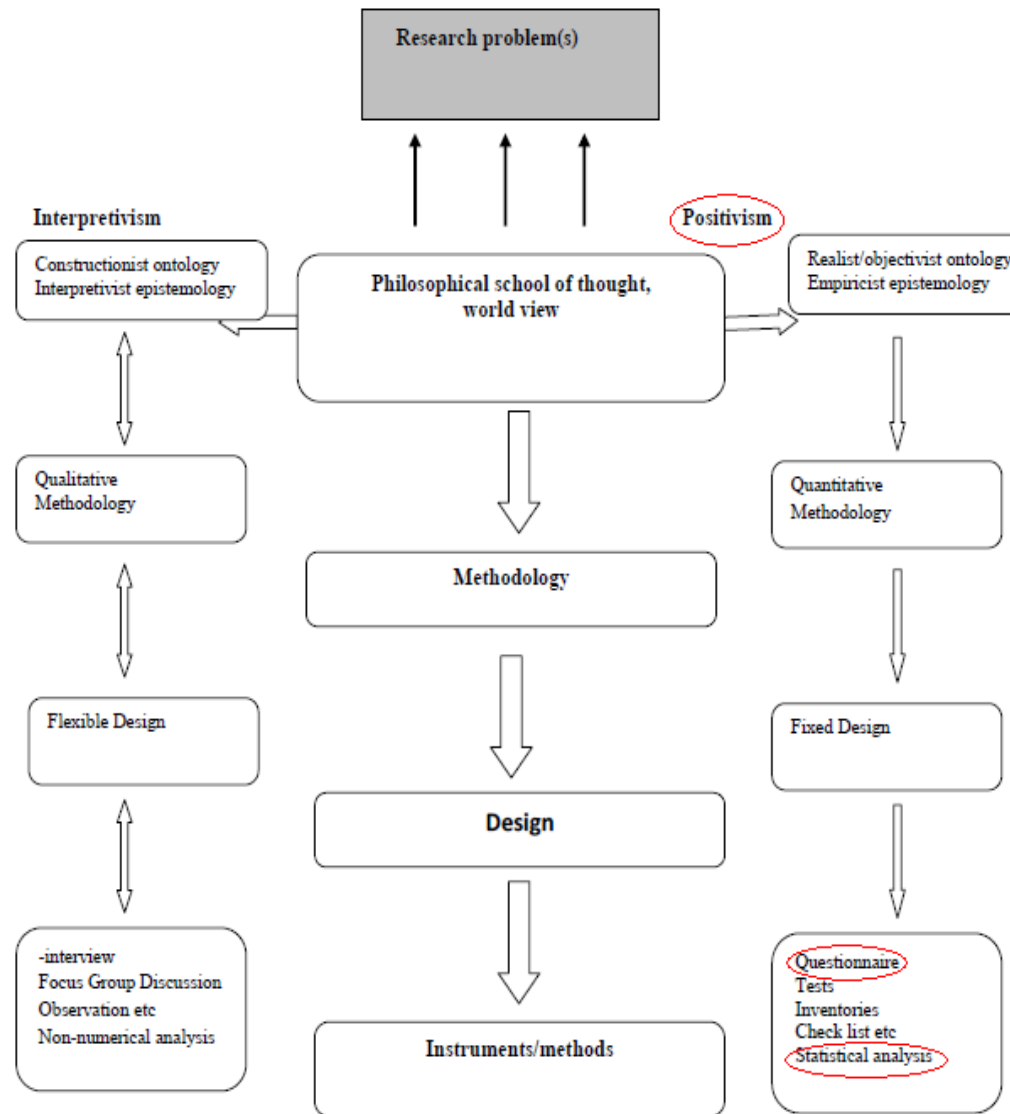 Research problem(s)
Interpretivism
Positivism
Constructionist ontology
Interpretivist epistemology
Philosophical school of thought,
world view
Realist/objectivist ontology
Empiricist epistemology
Qualitative
Methodology
Quantitative
Methodology
Methodology
Flexible Design
Fixed Design
Design
-interview
Focus Group Discussion
Observation etc
Non-numerical analysis
Questionnaire
Tests
Inventories
Check list etc
Statistical analysis
Instruments/methods